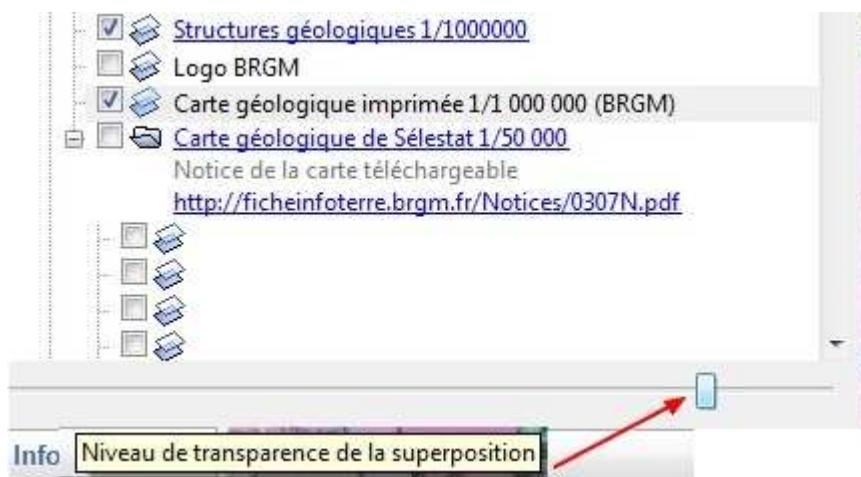 Structures géologiques 1/1000000
Logo BRGM
Carte géologique imprimée 1/1 000 000 (BRGM)
Carte géologique de Sélestat 1/50 000
Notice de la carte téléchargeable
http://ficheinfoterre.brgm.fr/Notices/0307N.pdf
Info
Niveau de transparence de la superposition